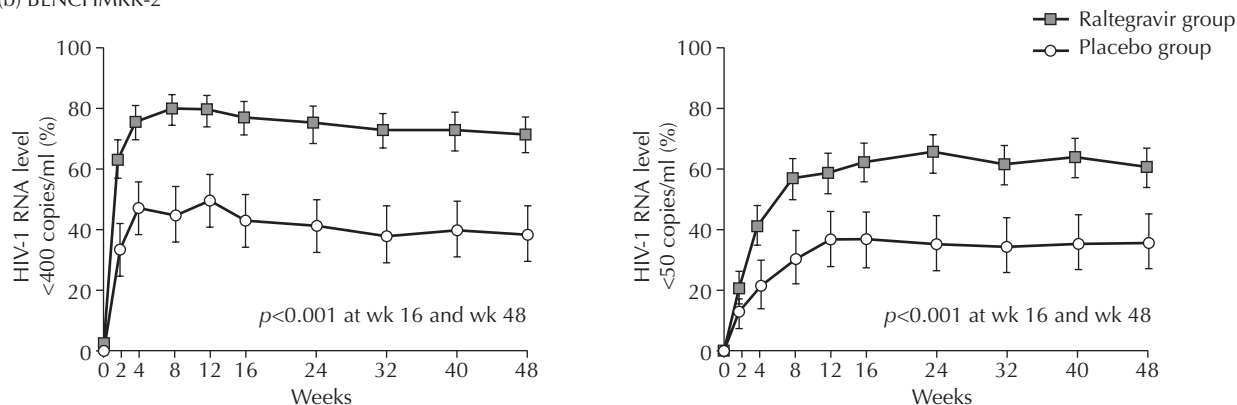 (b) BENCHMRK-2
Raltegravir group
Placebo group
HIV-1 RNA level
<400 copies/ml (%)
100
80
60
40
20
0
p<0.001 at wk 16 and wk 48
0 2 4 8 12 16 24 32 40 48
Weeks
HIV-1 RNA level
<50 copies/ml (%)
100
80
60
40
20
0
p<0.001 at wk 16 and wk 48
0 2 4 8 12 16 24 32 40 48
Weeks